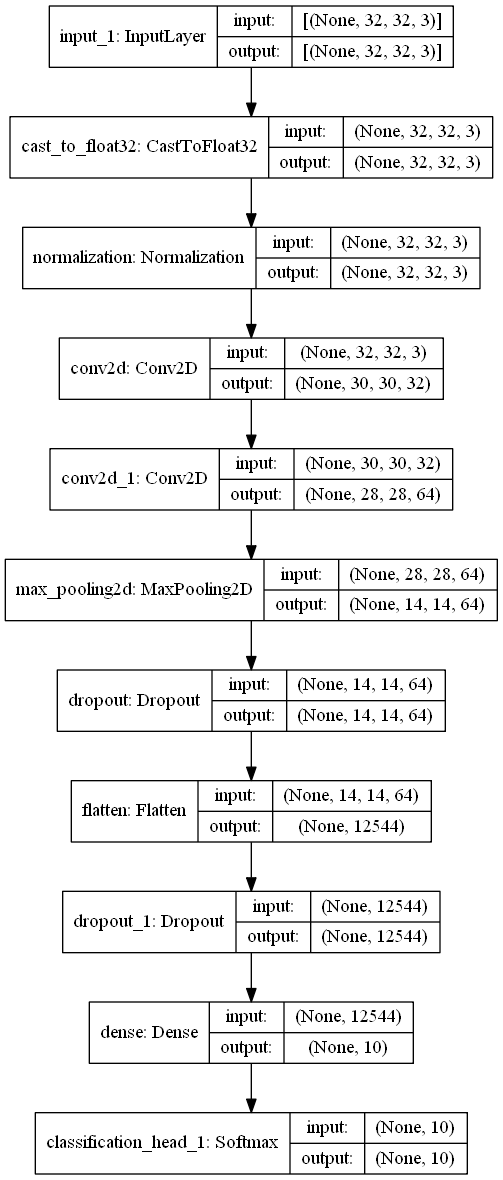 input_1: InputLayer
input: [(None, 32, 32, 3)]
output: [(None, 32, 32, 3)]
cast_to_float32: CastToFloat32
input: (None, 32, 32, 3)
output: (None, 32, 32, 3)
normalization: Normalization
input: (None, 32, 32, 3)
output: (None, 32, 32, 3)
conv2d: Conv2D
input: (None, 32, 32, 3)
output: (None, 30, 30, 32)
conv2d_1: Conv2D
input: (None, 30, 30, 32)
output: (None, 28, 28, 64)
max_pooling2d: MaxPooling2D
input: (None, 28, 28, 64)
output: (None, 14, 14, 64)
dropout: Dropout
input: (None, 14, 14, 64)
output: (None, 14, 14, 64)
flatten: Flatten
input: (None, 14, 14, 64)
output: (None, 12544)
dropout_1: Dropout
input: (None, 12544)
output: (None, 12544)
dense: Dense
input: (None, 12544)
output: (None, 10)
classification_head_1: Softmax
input: (None, 10)
output: (None, 10)